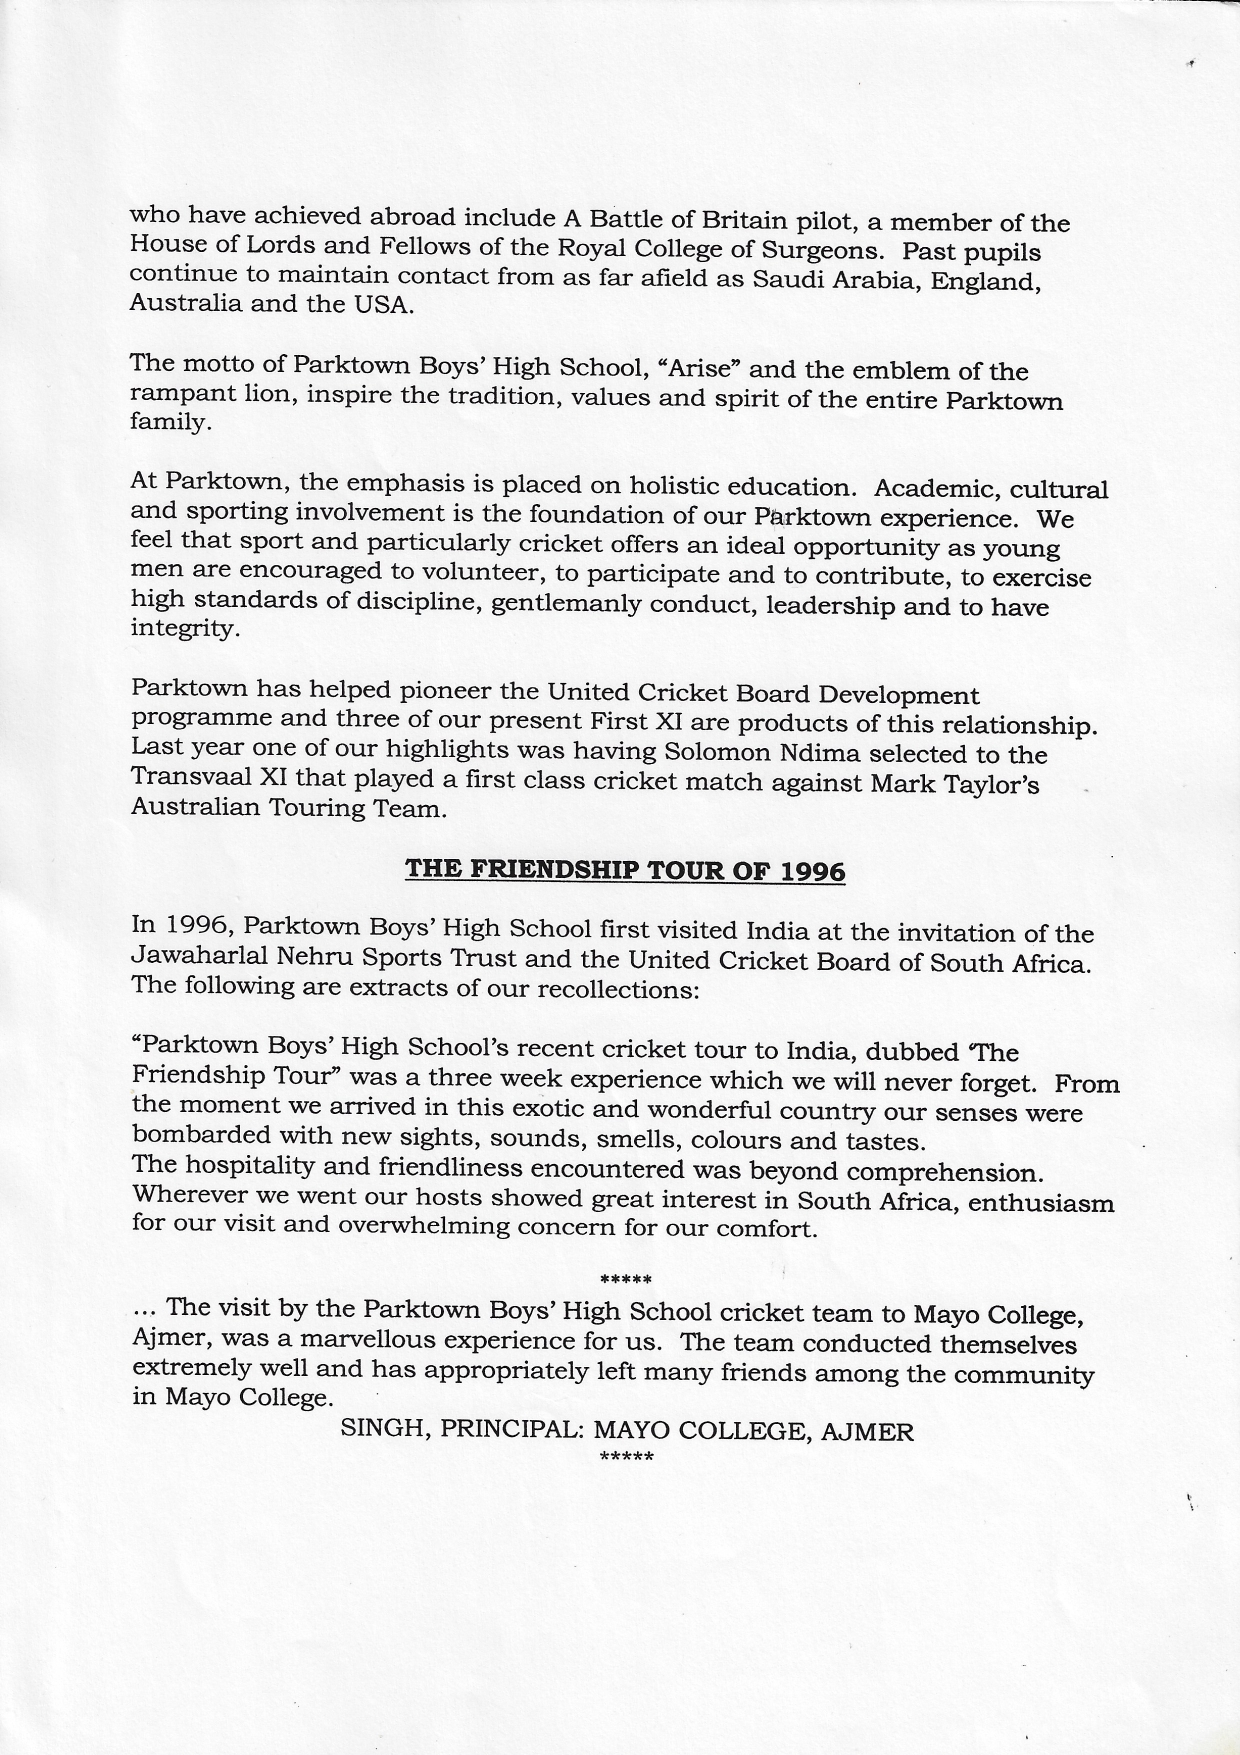 who have achieved abroad include A Battle of Britain pilot, a member of the
House of Lords and Fellows of the Royal College of Surgeons.  Past pupils
continue to maintain contact from as far afield as Saudi Arabia, England,
Australia and the USA.
The motto of Parktown Boys' High School, “Arise” and the emblem of the
rampant lion, inspire the tradition, values and spirit of the entire Parktown
family.
At Parktown, the emphasis is placed on holistic education.  Academic, cultural
and sporting involvement is the foundation of our Parktown experience.  We
feel that sport and particularly cricket offers an ideal opportunity as young
men are encouraged to volunteer, to participate and to contribute, to exercise
high standards of discipline, gentlemanly conduct, leadership and to have
integrity.
Parktown has helped pioneer the United Cricket Board Development
programme and three of our present First XI are products of this relationship.
Last year one of our highlights was having Solomon Ndima selected to the
Transvaal XI that played a first class cricket match against Mark Taylor's
Australian Touring Team.
THE FRIENDSHIP TOUR OF 1996
In 1996, Parktown Boys' High School first visited India at the invitation of the
Jawaharlal Nehru Sports Trust and the United Cricket Board of South Africa.
The following are extracts of our recollections:
“Parktown Boys' High School's recent cricket tour to India, dubbed ‘The
Friendship Tour” was a three week experience which we will never forget.  From
the moment we arrived in this exotic and wonderful country our senses were
bombarded with new sights, sounds, smells, colours and tastes.
The hospitality and friendliness encountered was beyond comprehension.
Wherever we went our hosts showed great interest in South Africa, enthusiasm
for our visit and overwhelming concern for our comfort.
*****
... The visit by the Parktown Boys' High School cricket team to Mayo College,
Ajmer, was a marvellous experience for us.  The team conducted themselves
extremely well and has appropriately left many friends among the community
in Mayo College.
SINGH, PRINCIPAL: MAYO COLLEGE, AJMER
*****